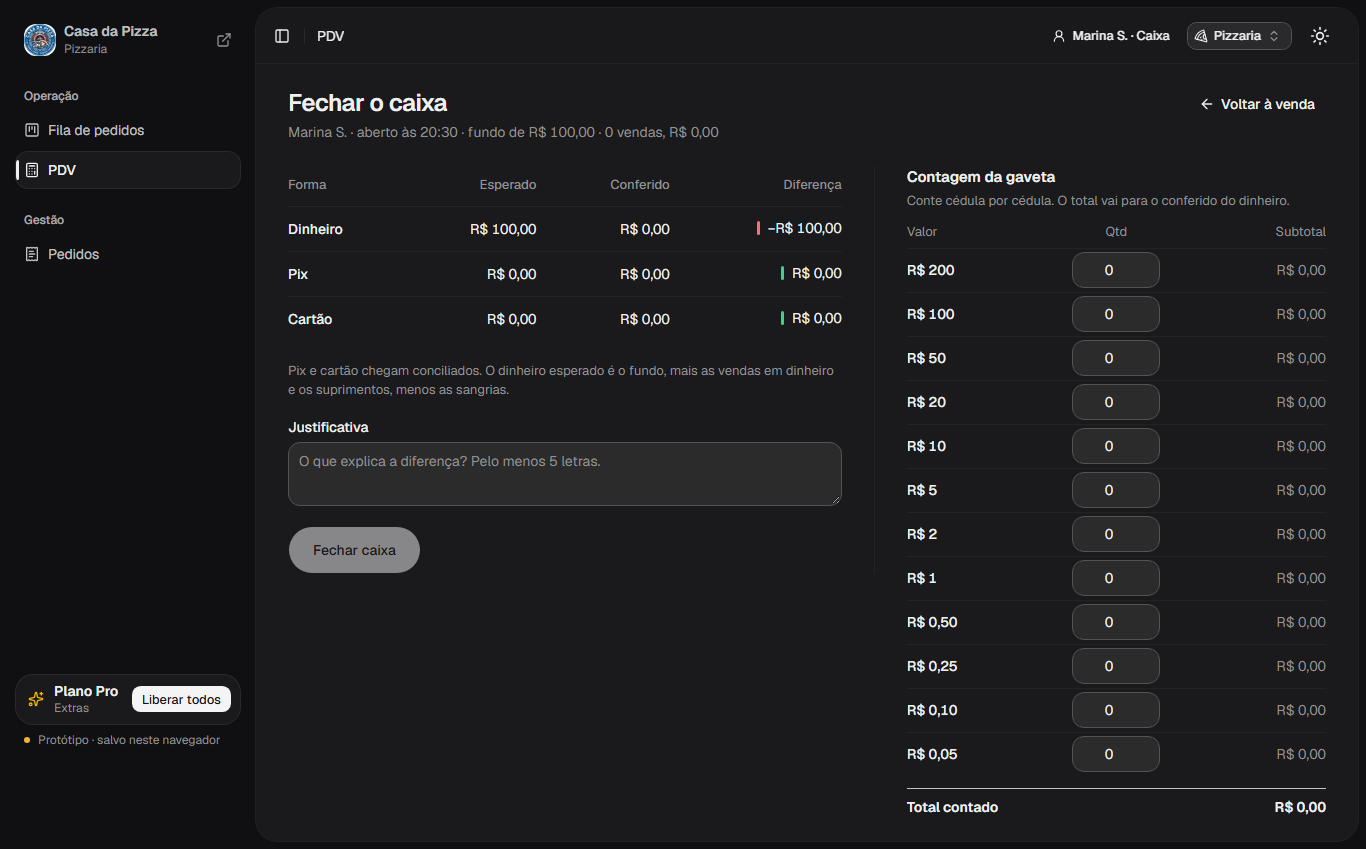 Casa da Pizza
Pizzaria
Operação
Fila de pedidos
PDV
Gestão
Pedidos
Plano Pro
Extras
Liberar todos
Protótipo · salvo neste navegador
PDV
Marina S. · Caixa
Pizzaria
Fechar o caixa
Marina S. · aberto às 20:30 · fundo de R$ 100,00 · 0 vendas, R$ 0,00
Voltar à venda
Forma Esperado Conferido Diferença
Dinheiro R$ 100,00 R$ 0,00 −R$ 100,00
Pix R$ 0,00 R$ 0,00 R$ 0,00
Cartão R$ 0,00 R$ 0,00 R$ 0,00
Pix e cartão chegam conciliados. O dinheiro esperado é o fundo, mais as vendas em dinheiro
e os suprimentos, menos as sangrias.
Justificativa
O que explica a diferença? Pelo menos 5 letras.
Fechar caixa
Contagem da gaveta
Conte cédula por cédula. O total vai para o conferido do dinheiro.
Valor Qtd Subtotal
R$ 200 0 R$ 0,00
R$ 100 0 R$ 0,00
R$ 50 0 R$ 0,00
R$ 20 0 R$ 0,00
R$ 10 0 R$ 0,00
R$ 5 0 R$ 0,00
R$ 2 0 R$ 0,00
R$ 1 0 R$ 0,00
R$ 0,50 0 R$ 0,00
R$ 0,25 0 R$ 0,00
R$ 0,10 0 R$ 0,00
R$ 0,05 0 R$ 0,00
Total contado R$ 0,00